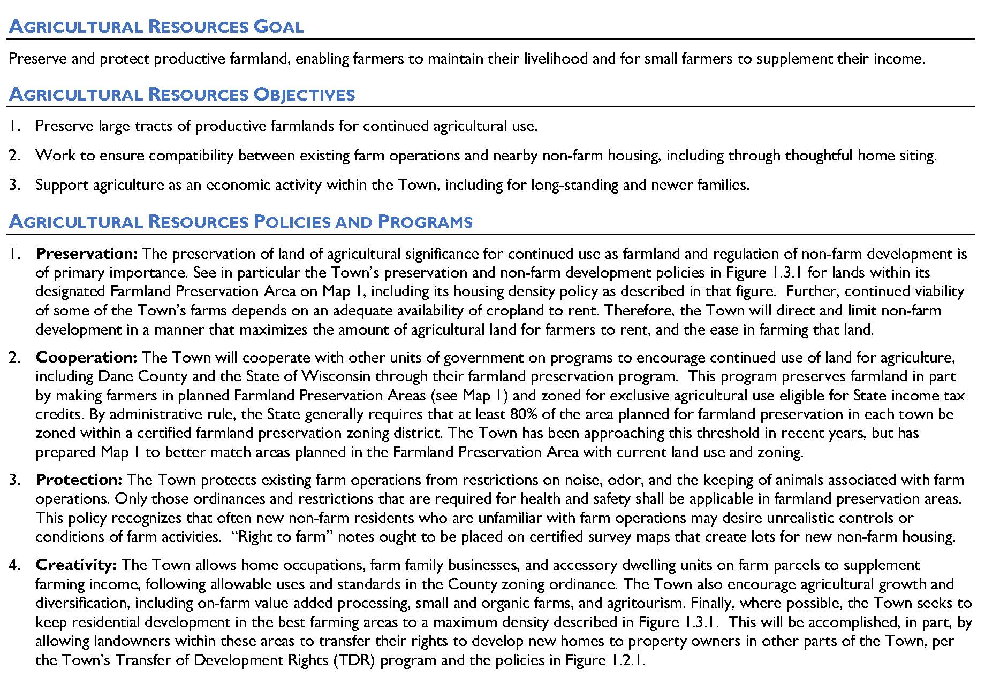 AGRICULTURAL RESOURCES GOAL
Preserve and protect productive farmland, enabling farmers to maintain their livelihood and for small farmers to supplement their income.
AGRICULTURAL RESOURCES OBJECTIVES
1. Preserve large tracts of productive farmlands for continued agricultural use.
2. Work to ensure compatibility between existing farm operations and nearby non-farm housing, including through thoughtful home siting.
3. Support agriculture as an economic activity within the Town, including for long-standing and newer families.
AGRICULTURAL RESOURCES POLICIES AND PROGRAMS
1. Preservation: The preservation of land of agricultural significance for continued use as farmland and regulation of non-farm development is
of primary importance. See in particular the Town’s preservation and non-farm development policies in Figure 1.3.1 for lands within its
designated Farmland Preservation Area on Map 1, including its housing density policy as described in that figure.  Further, continued viability
of some of the Town’s farms depends on an adequate availability of cropland to rent. Therefore, the Town will direct and limit non-farm
development in a manner that maximizes the amount of agricultural land for farmers to rent, and the ease in farming that land.
2. Cooperation: The Town will cooperate with other units of government on programs to encourage continued use of land for agriculture,
including Dane County and the State of Wisconsin through their farmland preservation program.  This program preserves farmland in part
by making farmers in planned Farmland Preservation Areas (see Map 1) and zoned for exclusive agricultural use eligible for State income tax
credits. By administrative rule, the State generally requires that at least 80% of the area planned for farmland preservation in each town be
zoned within a certified farmland preservation zoning district. The Town has been approaching this threshold in recent years, but has
prepared Map 1 to better match areas planned in the Farmland Preservation Area with current land use and zoning.
3. Protection: The Town protects existing farm operations from restrictions on noise, odor, and the keeping of animals associated with farm
operations. Only those ordinances and restrictions that are required for health and safety shall be applicable in farmland preservation areas.
This policy recognizes that often new non-farm residents who are unfamiliar with farm operations may desire unrealistic controls or
conditions of farm activities.  “Right to farm” notes ought to be placed on certified survey maps that create lots for new non-farm housing.
4. Creativity: The Town allows home occupations, farm family businesses, and accessory dwelling units on farm parcels to supplement
farming income, following allowable uses and standards in the County zoning ordinance. The Town also encourage agricultural growth and
diversification, including on-farm value added processing, small and organic farms, and agritourism. Finally, where possible, the Town seeks to
keep residential development in the best farming areas to a maximum density described in Figure 1.3.1.  This will be accomplished, in part, by
allowing landowners within these areas to transfer their rights to develop new homes to property owners in other parts of the Town, per
the Town’s Transfer of Development Rights (TDR) program and the policies in Figure 1.2.1.